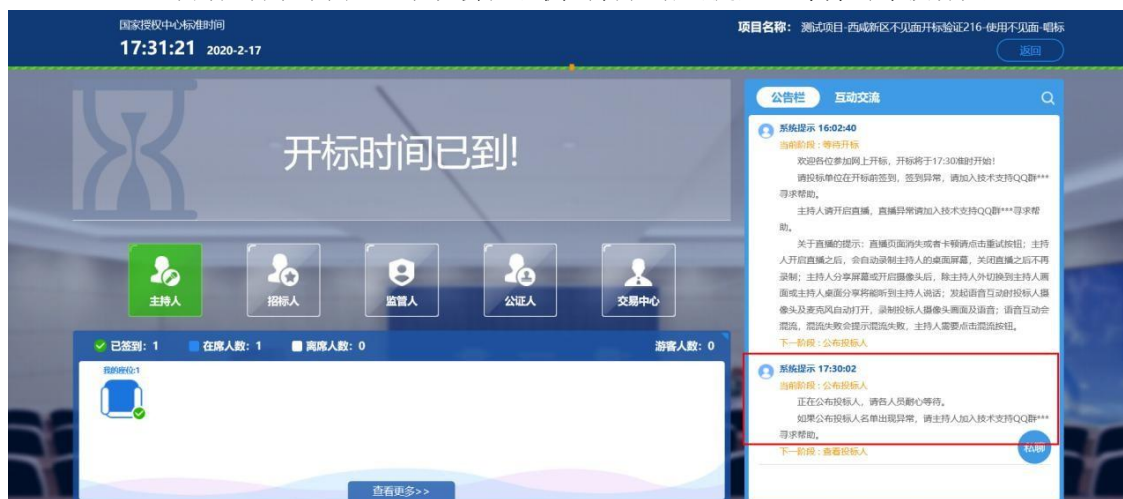 国家授权中心标准时间
17:31:21 2020-2-17
项目名称： 测试项目-西咸新区不见面开标验证216-使用不见面-唱标
返回
开标时间已到!
主持人
招标人
监管人
公证人
交易中心
已签到：1 在席人数：1 离席人数：0 游客人数：0
我的座位:1
查看更多>>
公告栏 互动交流
系统提示 16:02:40
当前阶段：等待开标
欢迎各位参加网上开标，开标将于17:30准时开始!
请投标单位在开标前签到，签到异常，请加入技术支持QQ群***
寻求帮助。
主持人请开启直播，直播异常请加入技术支持QQ群***寻求帮
助。
关于直播的提示：直播页面消失或者卡顿请点击重试按钮；主持
人开启直播之后，会自动录制主持人的桌面屏幕，关闭直播之后不再
录制；主持人分享屏幕或开启摄像头后，除主持人外切换到主持人画
面或主持人桌面分享将能听到主持人说话；发起语音互动时投标人摄
像头及麦克风自动打开，录制投标人摄像头画面及语音；语音互动会
混流，混流失败会提示混流失败，主持人需要点击混流按钮。
下一阶段：公布投标人
系统提示 17:30:02
当前阶段：公布投标人
正在公布投标人，请各人员耐心等待。
如果公布投标人名单出现异常，请主持人加入技术支持QQ群***
寻求帮助。
下一阶段：查看投标人
私聊